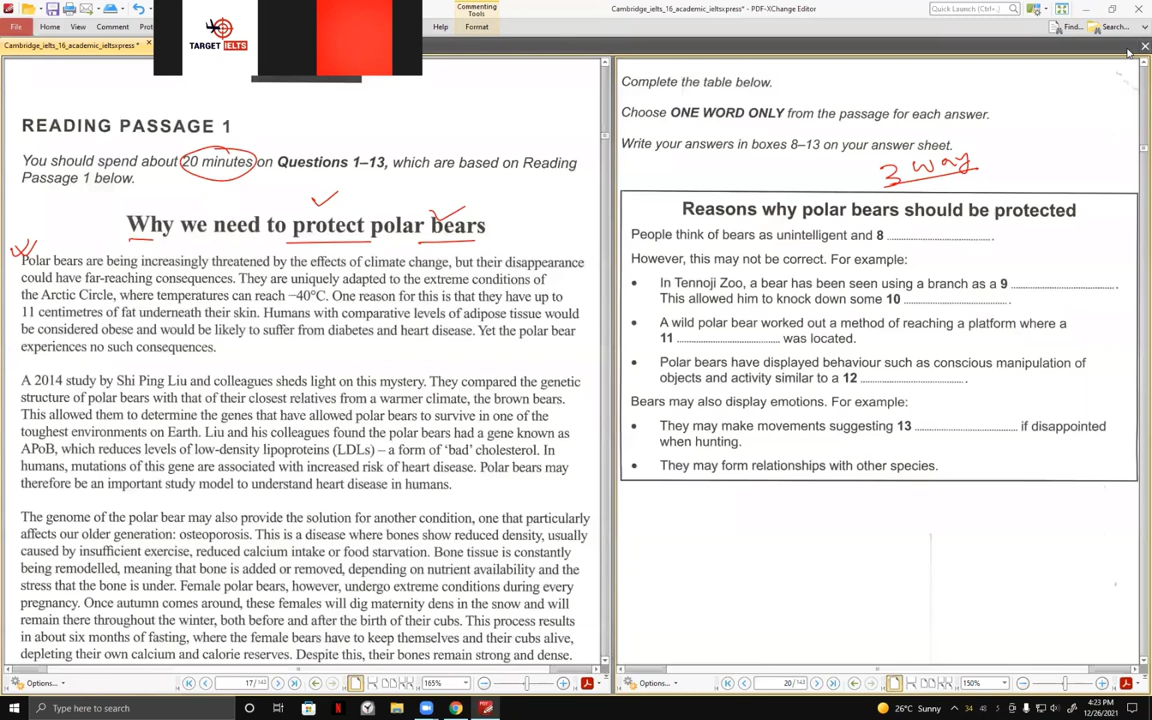 Commenting Tools
Cambridge_ielts_16_academic_ieltsxpress * - PDF-XChange Editor
Quick Launch (Ctrl+.)
File Home View Comment Help Format
Find... Search...
Cambridge_ielts_16_academic_ieltsxpress *
TARGET IELTS
READING PASSAGE 1
You should spend about 20 minutes on Questions 1–13, which are based on Reading
Passage 1 below.
Why we need to protect polar bears
Polar bears are being increasingly threatened by the effects of climate change, but their disappearance
could have far-reaching consequences. They are uniquely adapted to the extreme conditions of
the Arctic Circle, where temperatures can reach −40°C. One reason for this is that they have up to
11 centimetres of fat underneath their skin. Humans with comparative levels of adipose tissue would
be considered obese and would be likely to suffer from diabetes and heart disease. Yet the polar bear
experiences no such consequences.
A 2014 study by Shi Ping Liu and colleagues sheds light on this mystery. They compared the genetic
structure of polar bears with that of their closest relatives from a warmer climate, the brown bears.
This allowed them to determine the genes that have allowed polar bears to survive in one of the
toughest environments on Earth. Liu and his colleagues found the polar bears had a gene known as
APoB, which reduces levels of low-density lipoproteins (LDLs) – a form of 'bad' cholesterol. In
humans, mutations of this gene are associated with increased risk of heart disease. Polar bears may
therefore be an important study model to understand heart disease in humans.
The genome of the polar bear may also provide the solution for another condition, one that particularly
affects our older generation: osteoporosis. This is a disease where bones show reduced density, usually
caused by insufficient exercise, reduced calcium intake or food starvation. Bone tissue is constantly
being remodelled, meaning that bone is added or removed, depending on nutrient availability and the
stress that the bone is under. Female polar bears, however, undergo extreme conditions during every
pregnancy. Once autumn comes around, these females will dig maternity dens in the snow and will
remain there throughout the winter, both before and after the birth of their cubs. This process results
in about six months of fasting, where the female bears have to keep themselves and their cubs alive,
depleting their own calcium and calorie reserves. Despite this, their bones remain strong and dense.
Complete the table below.
Choose ONE WORD ONLY from the passage for each answer.
Write your answers in boxes 8–13 on your answer sheet.
3 way
Reasons why polar bears should be protected
People think of bears as unintelligent and 8 ....................................
However, this may not be correct. For example:
• In Tennoji Zoo, a bear has been seen using a branch as a 9 ....................................
This allowed him to knock down some 10 ....................................
• A wild polar bear worked out a method of reaching a platform where a
11 .................................... was located.
• Polar bears have displayed behaviour such as conscious manipulation of
objects and activity similar to a 12 ....................................
Bears may also display emotions. For example:
• They may make movements suggesting 13 .................................... if disappointed
when hunting.
• They may form relationships with other species.
Options... 17 / 142 165%
Options... 20 / 142 150%
Type here to search
26°C Sunny 34 48 5 4:23 PM
12/26/2021